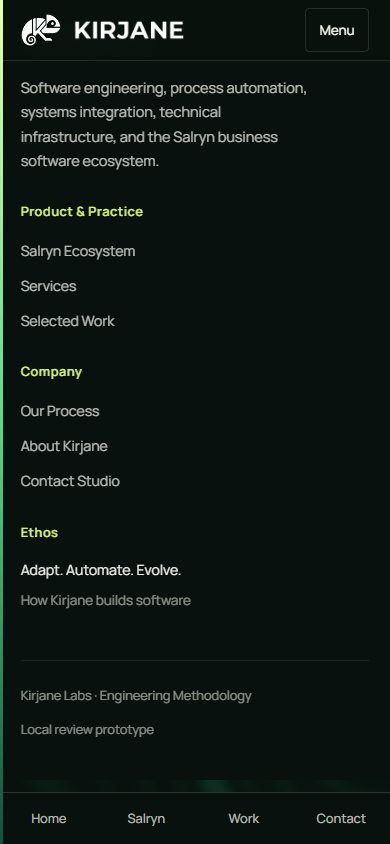 KIRJANE
Menu
Software engineering, process automation,
systems integration, technical
infrastructure, and the Salryn business
software ecosystem.
Product & Practice
Salryn Ecosystem
Services
Selected Work
Company
Our Process
About Kirjane
Contact Studio
Ethos
Adapt. Automate. Evolve.
How Kirjane builds software
Kirjane Labs · Engineering Methodology
Local review prototype
Home
Salryn
Work
Contact